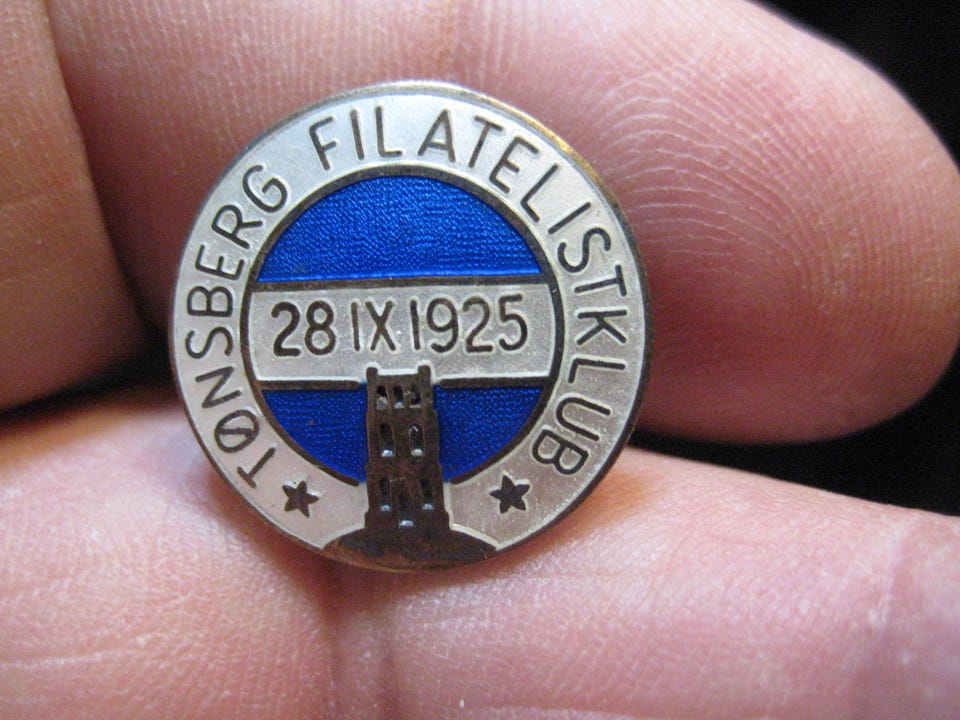 TØNSBERG FILATELISTKLUB
28 IX 1925